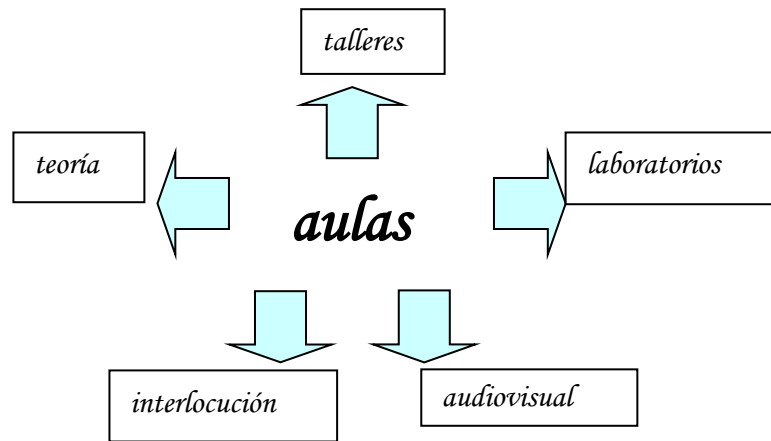 talleres
teoría
laboratorios
aulas
interlocución
audiovisual